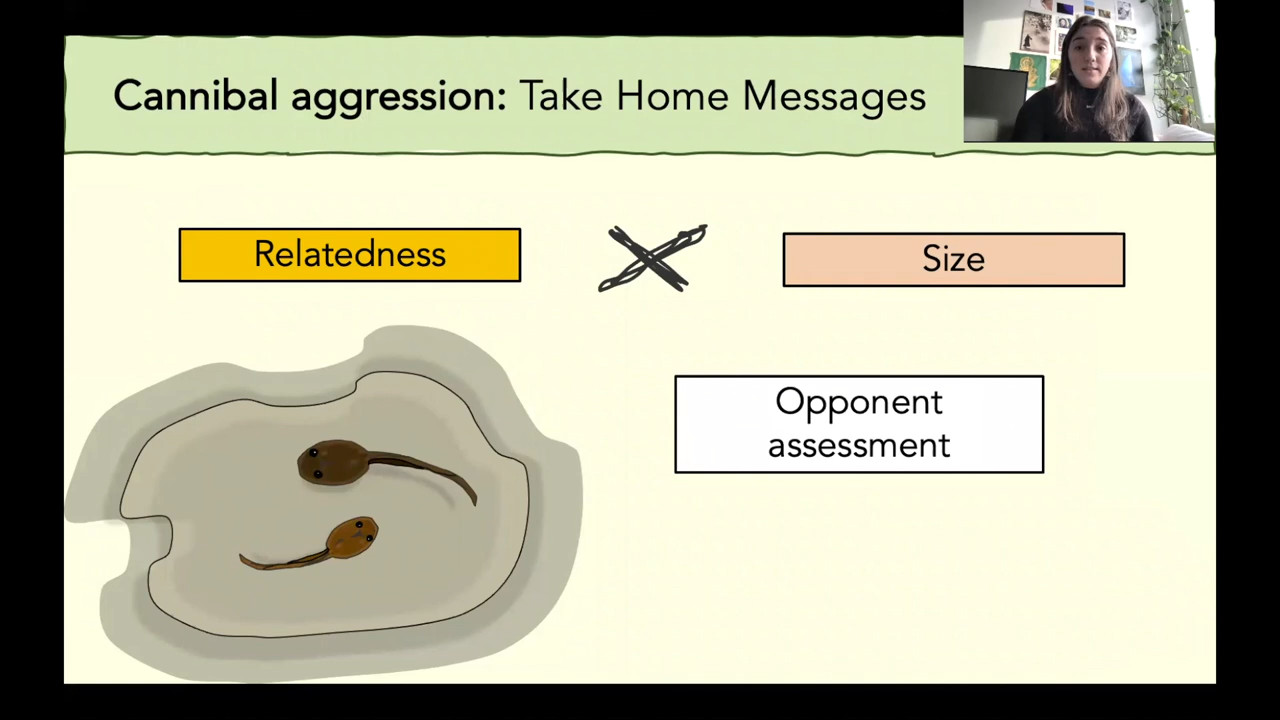 Cannibal aggression: Take Home Messages
Relatedness
Size
Opponent
assessment